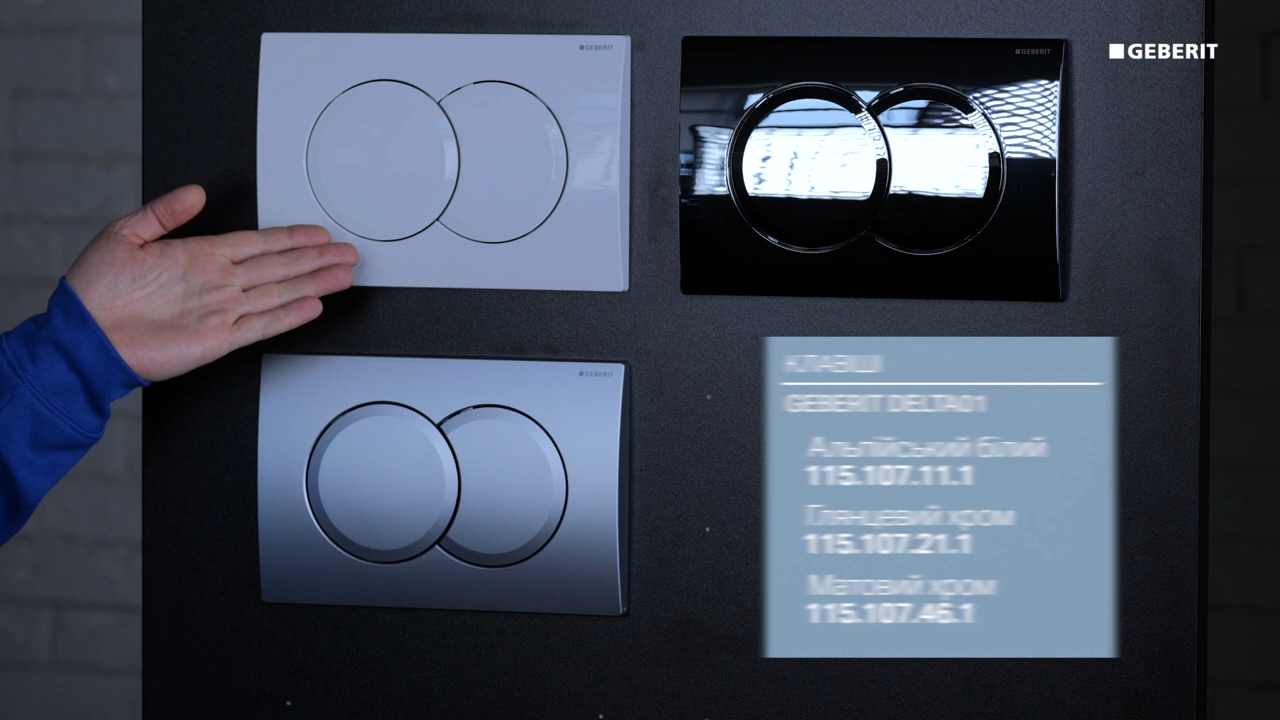 GEBERIT
GEBERIT
GEBERIT
GEBERIT
КЛАВІШІ
GEBERIT DELTA01
Альпійський білий
115.107.11.1
Глянцевий хром
115.107.21.1
Матовий хром
115.107.46.1